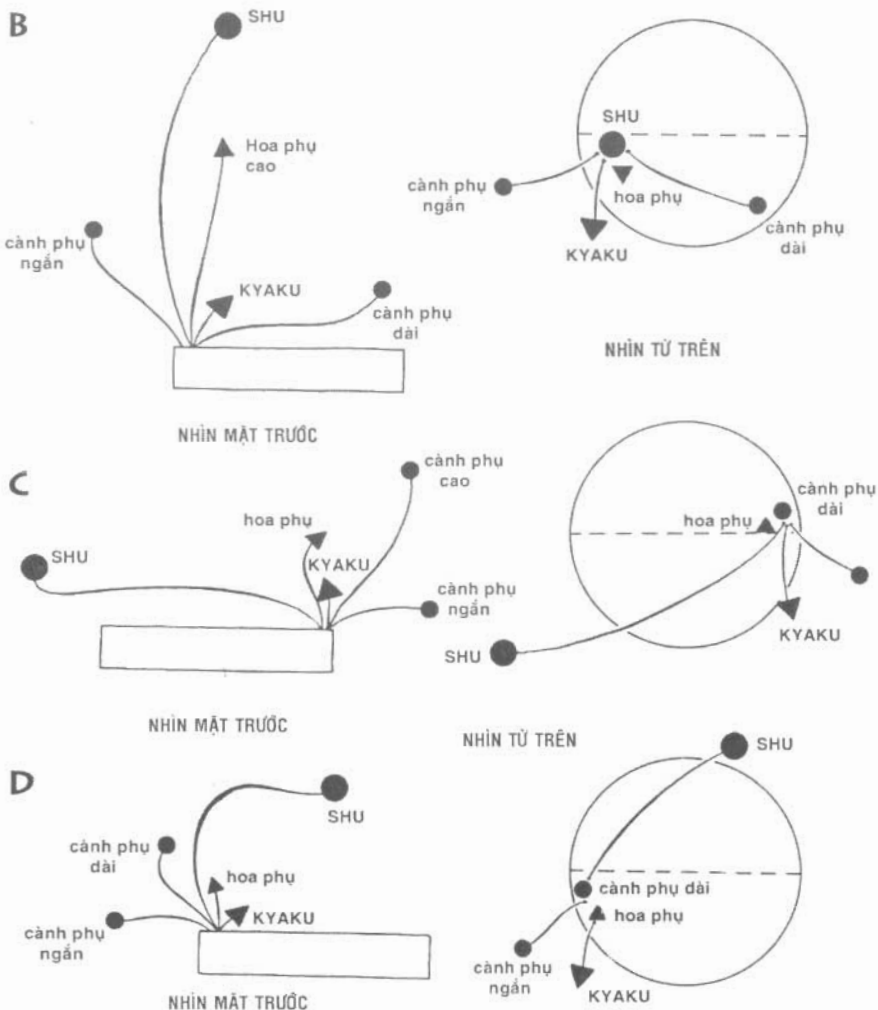 B
SHU
Hoa phụ
cao
cành phụ
ngắn
KYAKU
cành phụ
dài
NHÌN MẶT TRƯỚC
SHU
cành phụ
ngắn
hoa phụ
KYAKU
cành phụ
dài
NHÌN TỪ TRÊN
C
SHU
hoa phụ
KYAKU
cành phụ
cao
cành phụ
ngắn
NHÌN MẶT TRƯỚC
cành phụ
dài
hoa phụ
KYAKU
SHU
NHÌN TỪ TRÊN
D
SHU
cành phụ
dài
hoa phụ
KYAKU
cành phụ
ngắn
NHÌN MẶT TRƯỚC
SHU
cành phụ dài
hoa phụ
cành phụ
ngắn
KYAKU